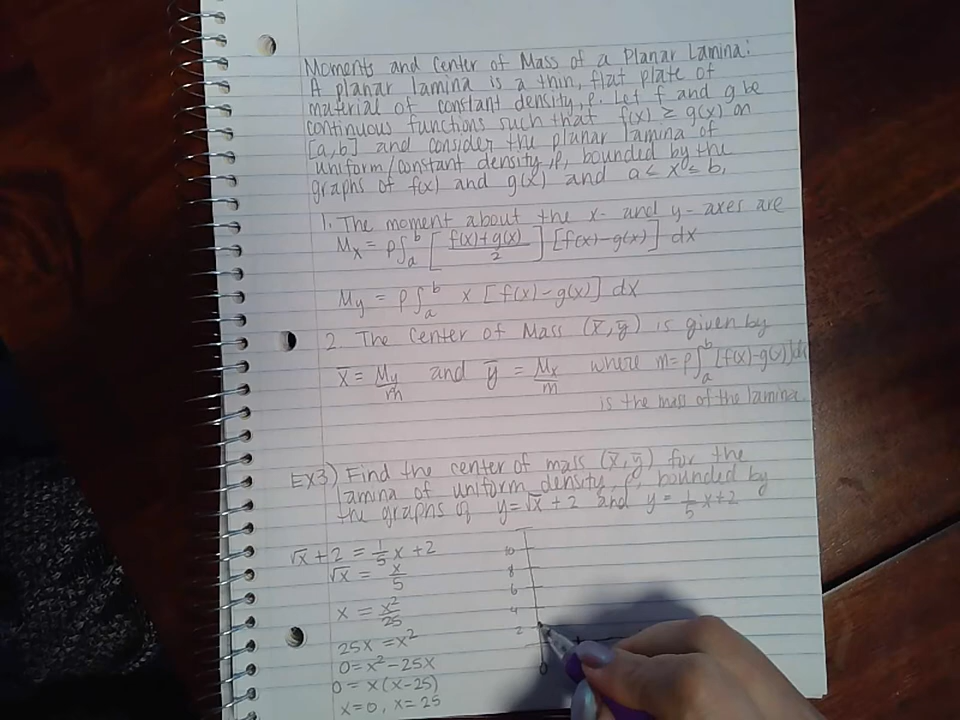 Moments and Center of Mass of a Planar Lamina:
A planar lamina is a thin, flat plate of
material of constant density, ρ. Let f and g be
continuous functions such that f(x) ≥ g(x) on
[a,b] and consider the planar lamina of
uniform/constant density, ρ, bounded by the
graphs of f(x) and g(x) and a ≤ x ≤ b.
1. The moment about the x- and y-axes are
Mx = ρ∫_a^b [ (f(x)+g(x))/2 ] [f(x)-g(x)] dx
My = ρ∫_a^b x [f(x)-g(x)] dx
2. The Center of Mass (x̄,ȳ) is given by
x̄ = My/m and ȳ = Mx/m where m=ρ∫_a^b [f(x)-g(x)]dx
is the mass of the lamina
Ex3) Find the center of mass (x̄,ȳ) for the
lamina of uniform density, ρ, bounded by
the graphs of y=√x + 2 and y = 1/5 x+2
√x + 2 = 1/5 x + 2
√x = x/5
x = x²/25
25x = x²
0 = x² - 25x
0 = x(x-25)
x=0, x=25
10
8
6
4
2
0